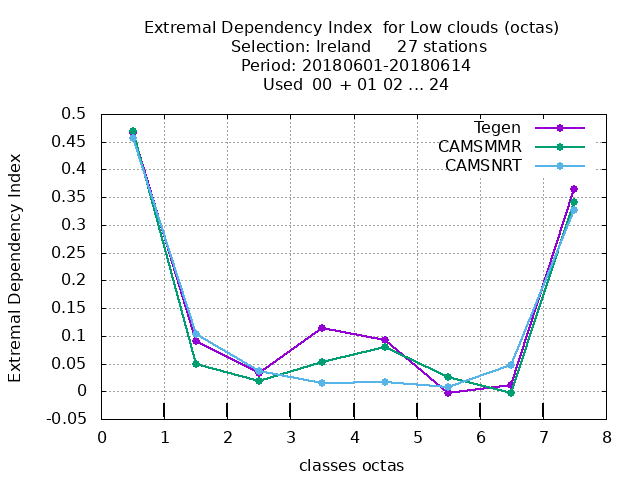 Extremal Dependency Index  for Low clouds (octas)
Selection: Ireland     27 stations
Period: 20180601-20180614
Used  00  + 01 02 ... 24
Tegen
CAMSMMR
CAMSNRT
Extremal Dependency Index
0.5
0.45
0.4
0.35
0.3
0.25
0.2
0.15
0.1
0.05
0
-0.05
0 1 2 3 4 5 6 7 8
classes octas